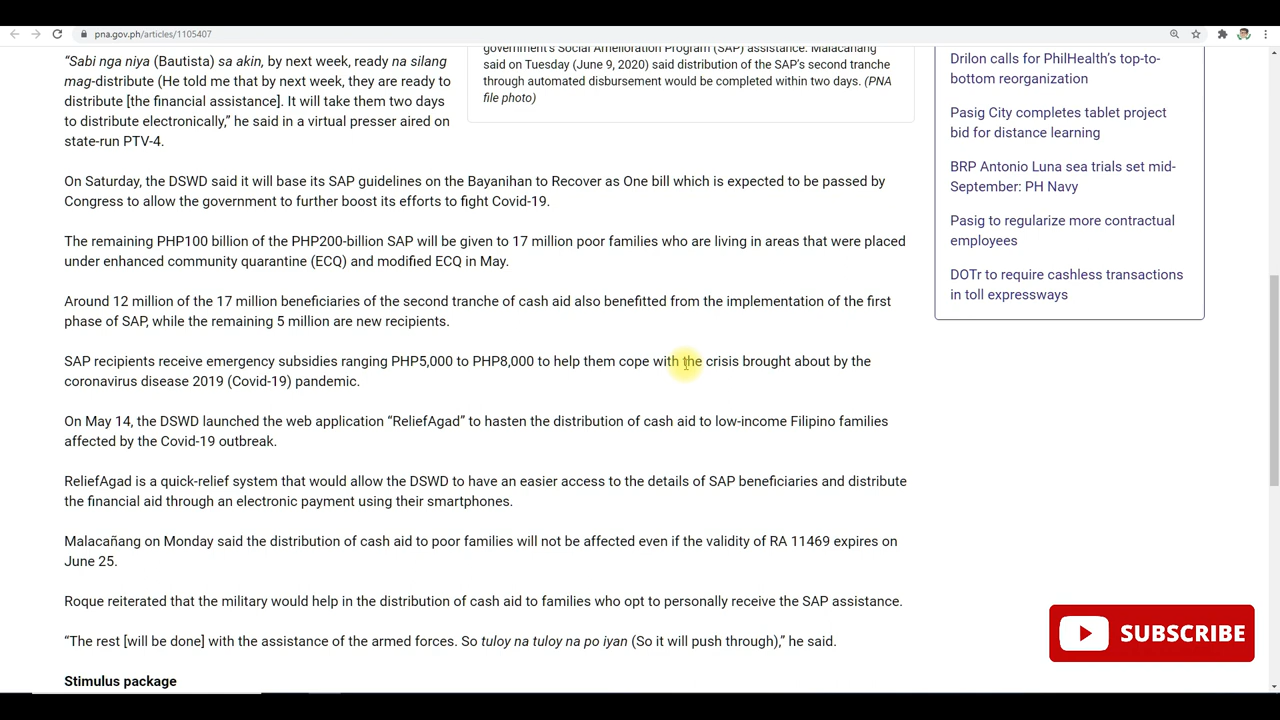 pna.gov.ph/articles/1105407
“Sabi nga niya (Bautista) sa akin, by next week, ready na silang
mag-distribute (He told me that by next week, they are ready to
distribute [the financial assistance]. It will take them two days
to distribute electronically,” he said in a virtual presser aired on
state-run PTV-4.
government's Social Amelioration Program (SAP) assistance. Malacañang
said on Tuesday (June 9, 2020) said distribution of the SAP's second tranche
through automated disbursement would be completed within two days. (PNA
file photo)
On Saturday, the DSWD said it will base its SAP guidelines on the Bayanihan to Recover as One bill which is expected to be passed by
Congress to allow the government to further boost its efforts to fight Covid-19.
The remaining PHP100 billion of the PHP200-billion SAP will be given to 17 million poor families who are living in areas that were placed
under enhanced community quarantine (ECQ) and modified ECQ in May.
Around 12 million of the 17 million beneficiaries of the second tranche of cash aid also benefitted from the implementation of the first
phase of SAP, while the remaining 5 million are new recipients.
SAP recipients receive emergency subsidies ranging PHP5,000 to PHP8,000 to help them cope with the crisis brought about by the
coronavirus disease 2019 (Covid-19) pandemic.
On May 14, the DSWD launched the web application “ReliefAgad” to hasten the distribution of cash aid to low-income Filipino families
affected by the Covid-19 outbreak.
ReliefAgad is a quick-relief system that would allow the DSWD to have an easier access to the details of SAP beneficiaries and distribute
the financial aid through an electronic payment using their smartphones.
Malacañang on Monday said the distribution of cash aid to poor families will not be affected even if the validity of RA 11469 expires on
June 25.
Roque reiterated that the military would help in the distribution of cash aid to families who opt to personally receive the SAP assistance.
“The rest [will be done] with the assistance of the armed forces. So tuloy na tuloy na po iyan (So it will push through),” he said.
Stimulus package
Drilon calls for PhilHealth's top-to-
bottom reorganization
Pasig City completes tablet project
bid for distance learning
BRP Antonio Luna sea trials set mid-
September: PH Navy
Pasig to regularize more contractual
employees
DOTr to require cashless transactions
in toll expressways
SUBSCRIBE